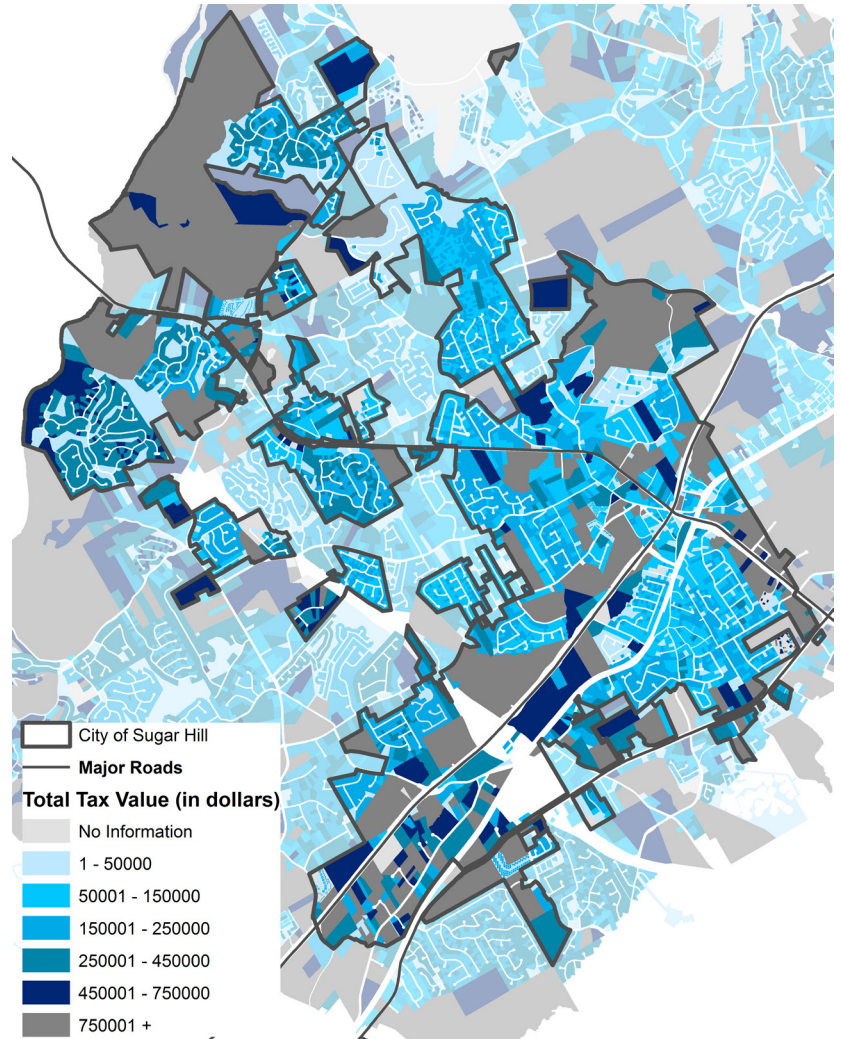 City of Sugar Hill
Major Roads
Total Tax Value (in dollars)
No Information
1 - 50000
50001 - 150000
150001 - 250000
250001 - 450000
450001 - 750000
750001 +